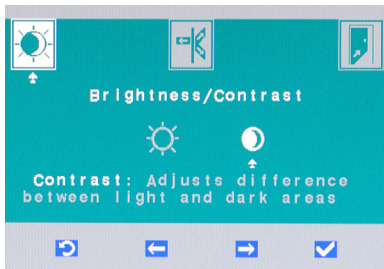 Brightness/Contrast
Contrast: Adjusts difference
between light and dark areas